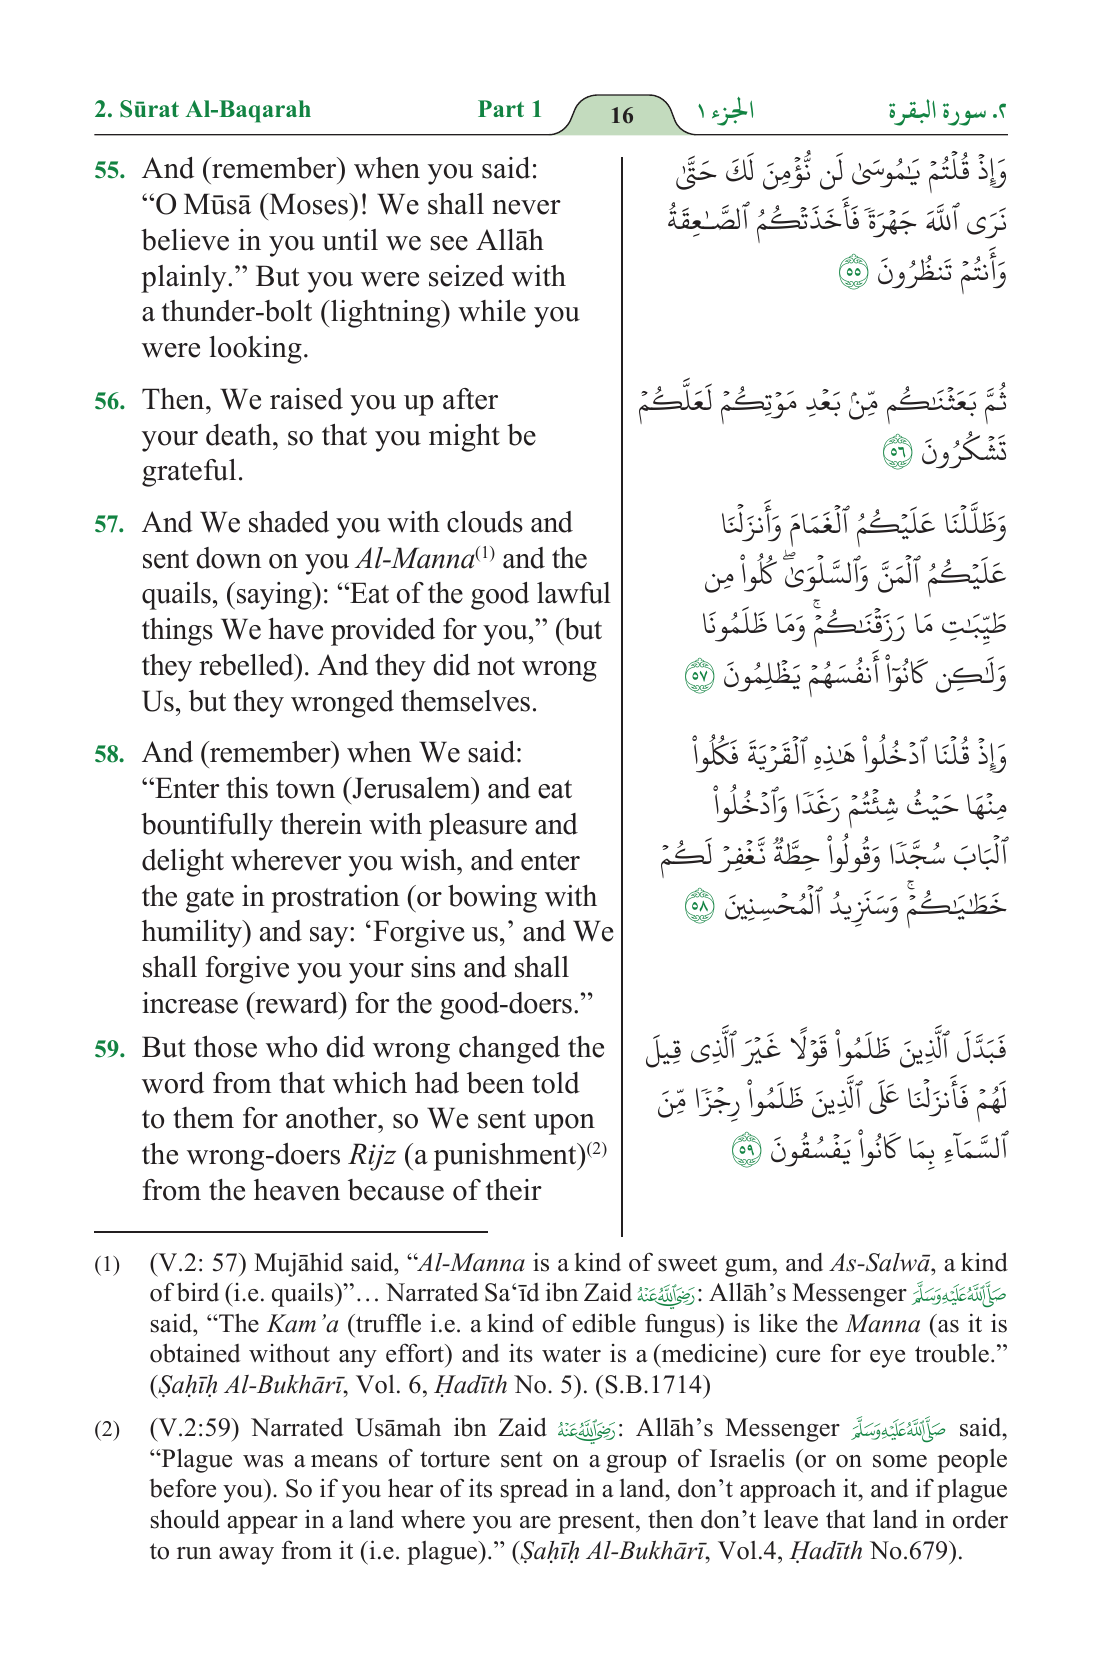 2. Sūrat Al-Baqarah Part 1 16 الجزء ١ ٢. سورة البقرة
55. And (remember) when you said:
“O Mūsā (Moses)! We shall never
believe in you until we see Allāh
plainly.” But you were seized with
a thunder-bolt (lightning) while you
were looking.
وَإِذۡ قُلۡتُمۡ يَٰمُوسَىٰ لَن نُّؤۡمِنَ لَكَ حَتَّىٰ
نَرَى ٱللَّهَ جَهۡرَةٗ فَأَخَذَتۡكُمُ ٱلصَّٰعِقَةُ
وَأَنتُمۡ تَنظُرُونَ ٥٥
56. Then, We raised you up after
your death, so that you might be
grateful.
ثُمَّ بَعَثۡنَٰكُم مِّنۢ بَعۡدِ مَوۡتِكُمۡ لَعَلَّكُمۡ
تَشۡكُرُونَ ٥٦
57. And We shaded you with clouds and
sent down on you Al-Manna(1) and the
quails, (saying): “Eat of the good lawful
things We have provided for you,” (but
they rebelled). And they did not wrong
Us, but they wronged themselves.
وَظَلَّلۡنَا عَلَيۡكُمُ ٱلۡغَمَامَ وَأَنزَلۡنَا
عَلَيۡكُمُ ٱلۡمَنَّ وَٱلسَّلۡوَىٰۖ كُلُواْ مِن
طَيِّبَٰتِ مَا رَزَقۡنَٰكُمۡۚ وَمَا ظَلَمُونَا
وَلَٰكِن كَانُوٓاْ أَنفُسَهُمۡ يَظۡلِمُونَ ٥٧
58. And (remember) when We said:
“Enter this town (Jerusalem) and eat
bountifully therein with pleasure and
delight wherever you wish, and enter
the gate in prostration (or bowing with
humility) and say: ‘Forgive us,’ and We
shall forgive you your sins and shall
increase (reward) for the good-doers.”
وَإِذۡ قُلۡنَا ٱدۡخُلُواْ هَٰذِهِ ٱلۡقَرۡيَةَ فَكُلُواْ
مِنۡهَا حَيۡثُ شِئۡتُمۡ رَغَدٗا وَٱدۡخُلُواْ
ٱلۡبَابَ سُجَّدٗا وَقُولُواْ حِطَّةٞ نَّغۡفِرۡ لَكُمۡ
خَطَٰيَٰكُمۡۚ وَسَنَزِيدُ ٱلۡمُحۡسِنِينَ ٥٨
59. But those who did wrong changed the
word from that which had been told
to them for another, so We sent upon
the wrong-doers Rijz (a punishment)(2)
from the heaven because of their
فَبَدَّلَ ٱلَّذِينَ ظَلَمُواْ قَوۡلًا غَيۡرَ ٱلَّذِي قِيلَ
لَهُمۡ فَأَنزَلۡنَا عَلَى ٱلَّذِينَ ظَلَمُواْ رِجۡزٗا مِّنَ
ٱلسَّمَآءِ بِمَا كَانُواْ يَفۡسُقُونَ ٥٩
(1) (V.2: 57) Mujāhid said, “Al-Manna is a kind of sweet gum, and As-Salwā, a kind
of bird (i.e. quails)”… Narrated Sa‘īd ibn Zaid رضي الله عنه: Allāh’s Messenger صلى الله عليه وسلم
said, “The Kam’a (truffle i.e. a kind of edible fungus) is like the Manna (as it is
obtained without any effort) and its water is a (medicine) cure for eye trouble.”
(Ṣaḥīḥ Al-Bukhārī, Vol. 6, Ḥadīth No. 5). (S.B.1714)
(2) (V.2:59) Narrated Usāmah ibn Zaid رضي الله عنه: Allāh’s Messenger صلى الله عليه وسلم said,
“Plague was a means of torture sent on a group of Israelis (or on some people
before you). So if you hear of its spread in a land, don’t approach it, and if plague
should appear in a land where you are present, then don’t leave that land in order
to run away from it (i.e. plague).” (Ṣaḥīḥ Al-Bukhārī, Vol.4, Ḥadīth No.679).